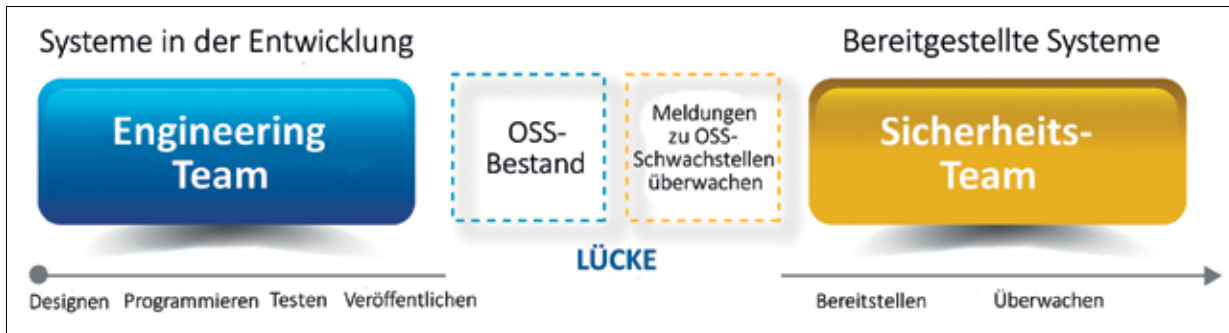 Systeme in der Entwicklung
Bereitgestellte Systeme
Engineering
Team
OSS-
Bestand
Meldungen
zu OSS-
Schwachstellen
überwachen
Sicherheits-
Team
LÜCKE
Designen Programmieren Testen Veröffentlichen
Bereitstellen Überwachen